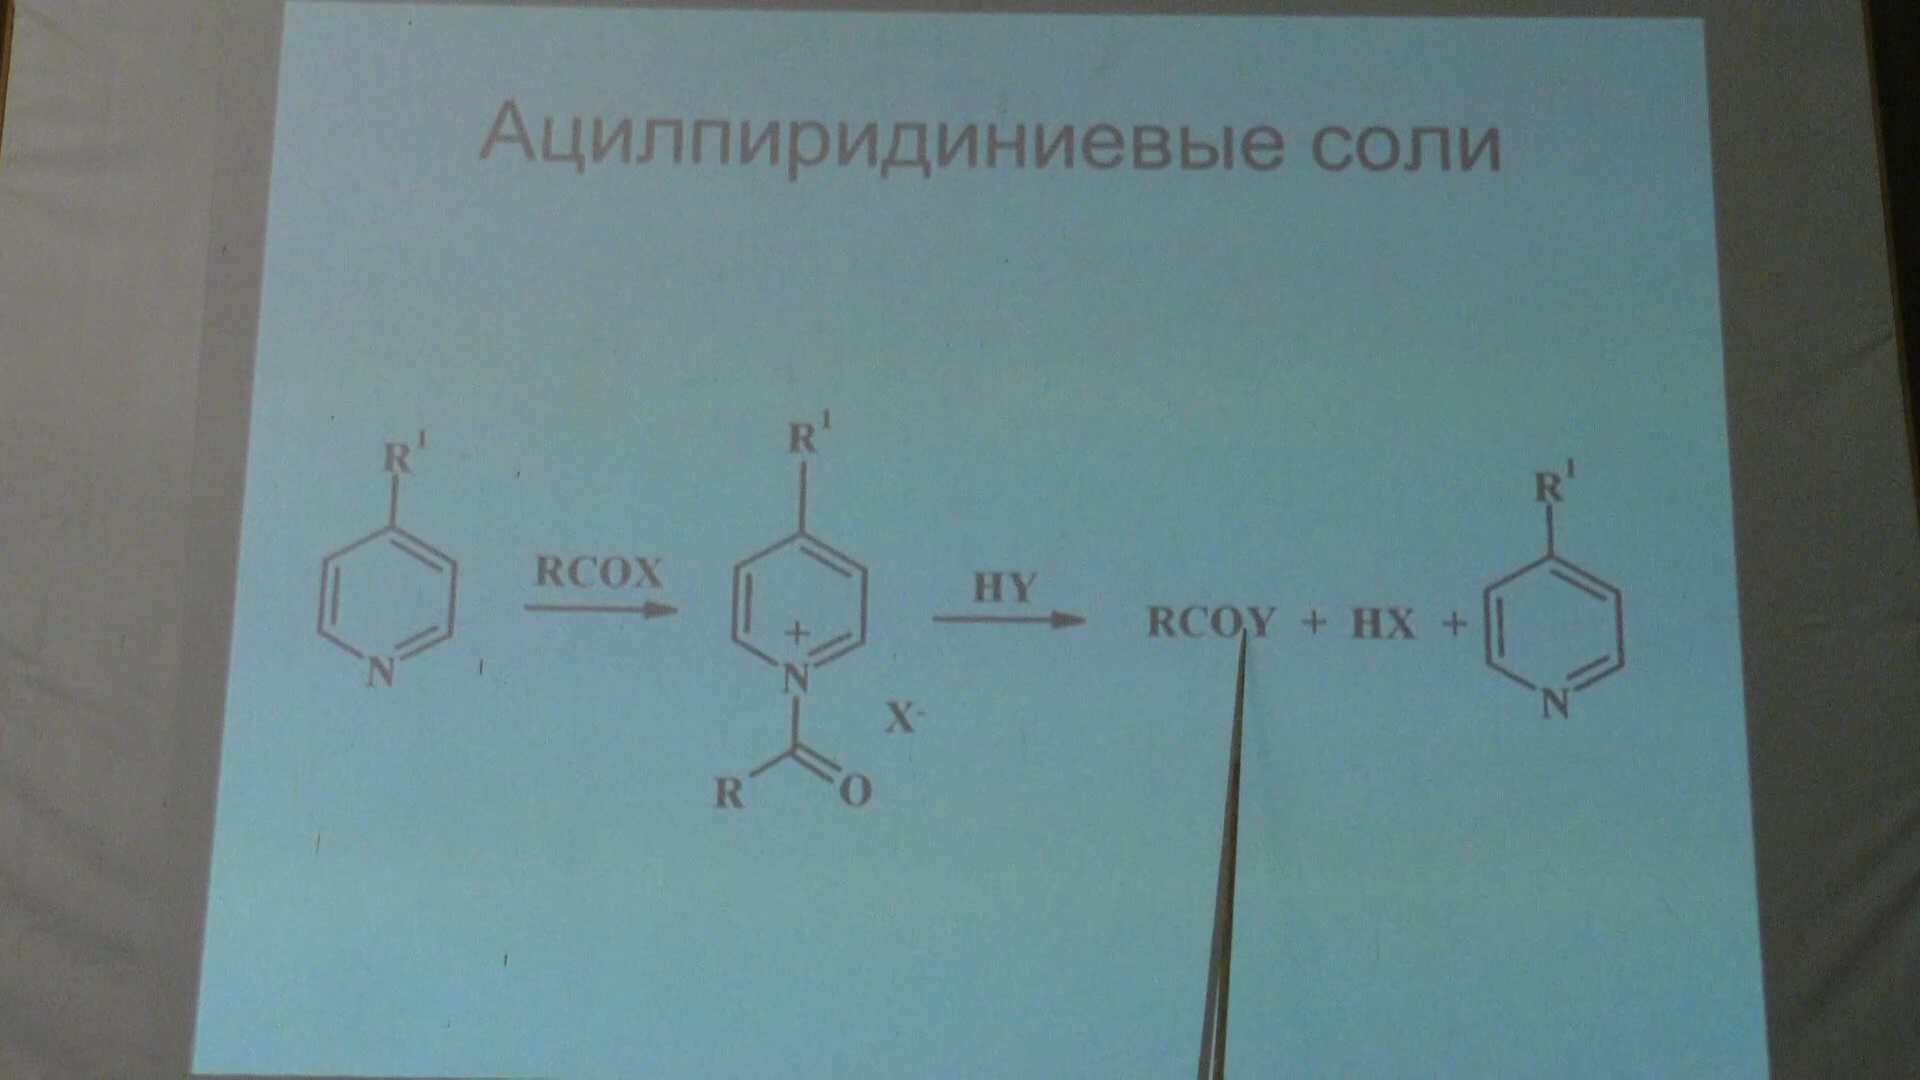 Ацилпиридиниевые соли
R¹ R¹ R¹
RCOX HY RCOY + HX +
+
N N N
X⁻
R O